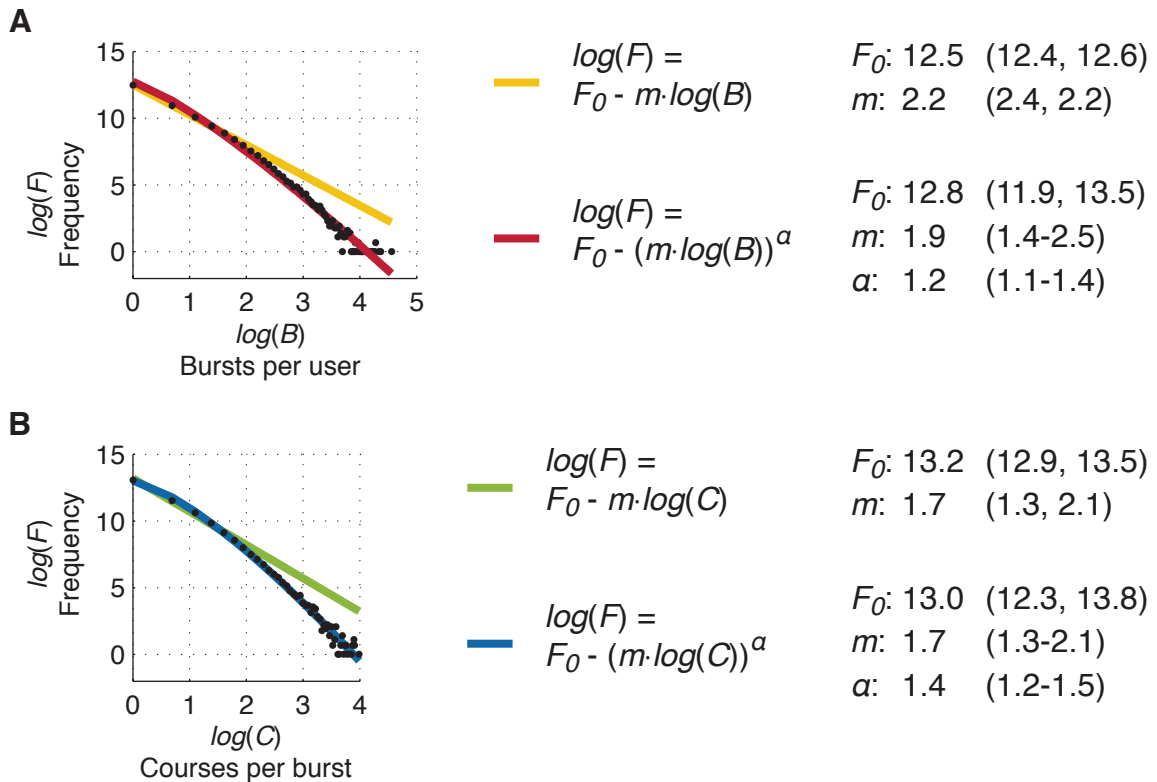 A
15
10
5
0
0 1 2 3 4 5
log(F)
Frequency
log(B)
Bursts per user
log(F) =
F0 - m·log(B)
F0: 12.5 (12.4, 12.6)
m: 2.2 (2.4, 2.2)
log(F) =
F0 - (m·log(B))^α
F0: 12.8 (11.9, 13.5)
m: 1.9 (1.4-2.5)
α: 1.2 (1.1-1.4)
B
15
10
5
0
0 1 2 3 4
log(F)
Frequency
log(C)
Courses per burst
log(F) =
F0 - m·log(C)
F0: 13.2 (12.9, 13.5)
m: 1.7 (1.3, 2.1)
log(F) =
F0 - (m·log(C))^α
F0: 13.0 (12.3, 13.8)
m: 1.7 (1.3-2.1)
α: 1.4 (1.2-1.5)